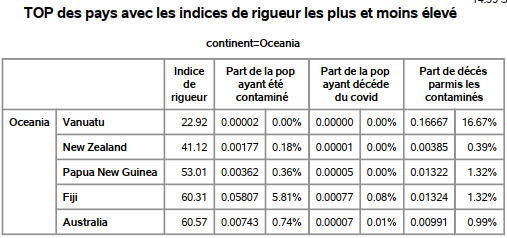 TOP des pays avec les indices de rigueur les plus et moins élevé
continent=Oceania
Indice de rigueur | Part de la pop ayant été contaminé | Part de la pop ayant décéde du covid | Part de décés parmis les contaminés
Oceania | Vanuatu | 22.92 | 0.00002 | 0.00% | 0.00000 | 0.00% | 0.16667 | 16.67%
New Zealand | 41.12 | 0.00177 | 0.18% | 0.00001 | 0.00% | 0.00385 | 0.39%
Papua New Guinea | 53.01 | 0.00362 | 0.36% | 0.00005 | 0.00% | 0.01322 | 1.32%
Fiji | 60.31 | 0.05807 | 5.81% | 0.00077 | 0.08% | 0.01324 | 1.32%
Australia | 60.57 | 0.00743 | 0.74% | 0.00007 | 0.01% | 0.00991 | 0.99%